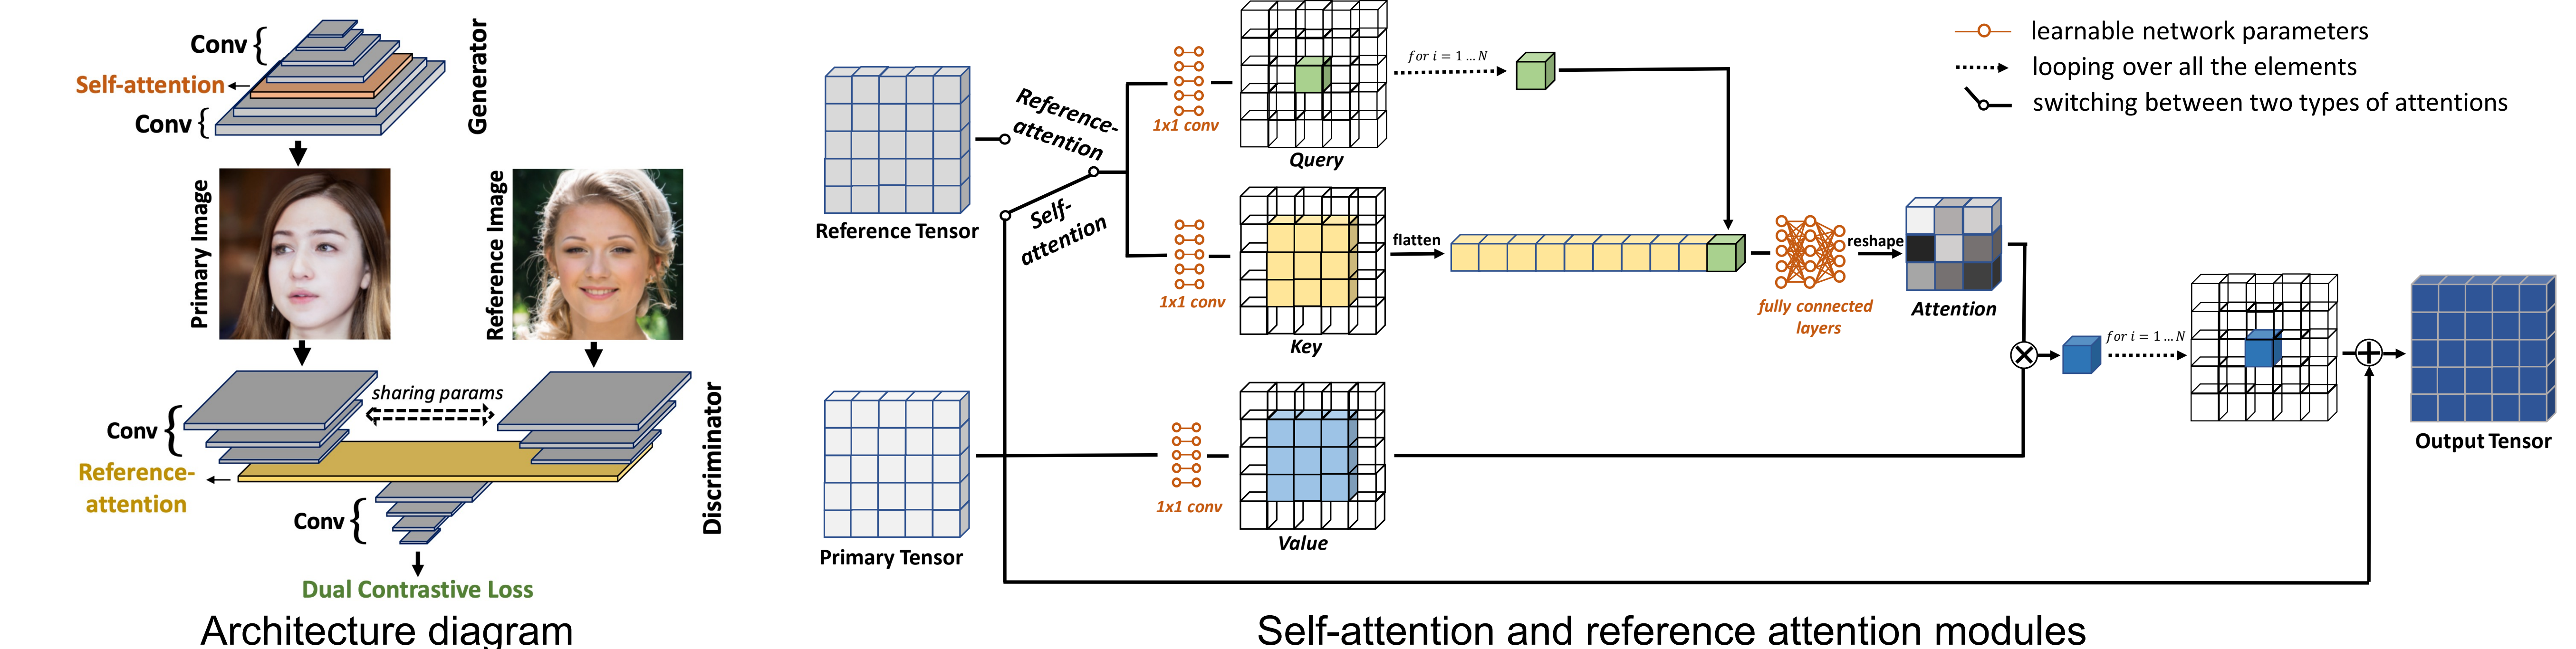 Conv
Self-attention
Conv
Generator
Primary Image
Reference Image
sharing params
Conv
Reference-
attention
Conv
Discriminator
Dual Contrastive Loss
Architecture diagram
Reference Tensor
Reference-
attention
Self-
attention
Primary Tensor
1x1 conv
Query
for i = 1 … N
1x1 conv
Key
flatten
1x1 conv
Value
fully connected
layers
reshape
Attention
for i = 1 … N
Output Tensor
learnable network parameters
looping over all the elements
switching between two types of attentions
Self-attention and reference attention modules